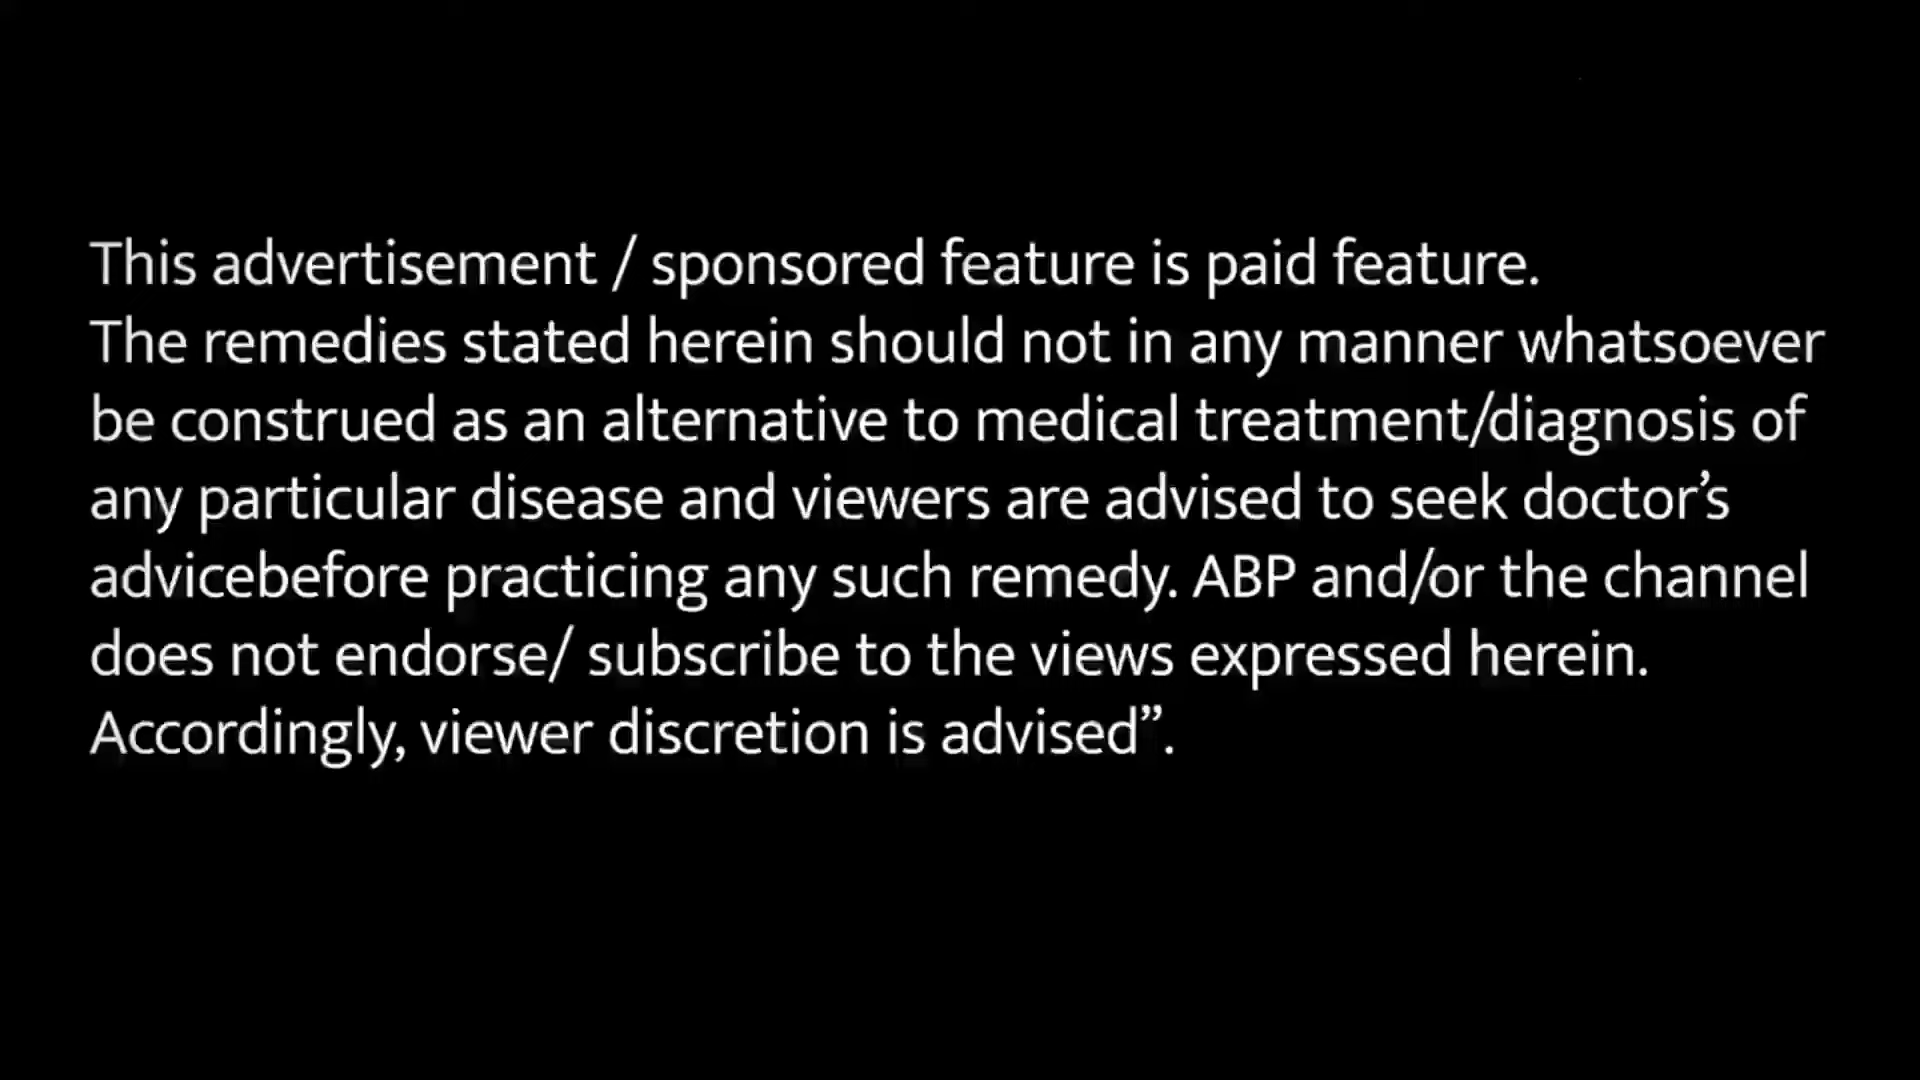 This advertisement / sponsored feature is paid feature.
The remedies stated herein should not in any manner whatsoever
be construed as an alternative to medical treatment/diagnosis of
any particular disease and viewers are advised to seek doctor’s
advicebefore practicing any such remedy. ABP and/or the channel
does not endorse/ subscribe to the views expressed herein.
Accordingly, viewer discretion is advised”.